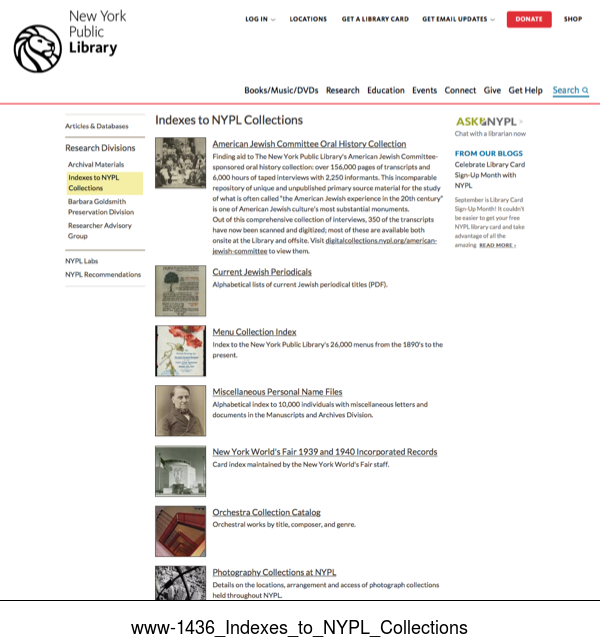 New York
Public
Library
LOG IN
LOCATIONS
GET A LIBRARY CARD
GET EMAIL UPDATES
DONATE
SHOP
Books/Music/DVDs Research Education Events Connect Give Get Help Search
Articles & Databases
Research Divisions
Archival Materials
Indexes to NYPL
Collections
Barbara Goldsmith
Preservation Division
Researcher Advisory
Group
NYPL Labs
NYPL Recommendations
Indexes to NYPL Collections
American Jewish Committee Oral History Collection
Finding aid to The New York Public Library's American Jewish Committee-
sponsored oral history collection: over 156,000 pages of transcripts and
6,000 hours of taped interviews with 2,250 informants. This incomparable
repository of unique and unpublished primary source material for the study
of what is often called "the American Jewish experience in the 20th century"
is one of American Jewish culture's most substantial monuments.
Out of this comprehensive collection of interviews, 350 of the transcripts
have now been scanned and digitized; most of these are available both
onsite at the Library and offsite. Visit digitalcollections.nypl.org/american-
jewish-committee to view them.
Current Jewish Periodicals
Alphabetical lists of current Jewish periodical titles (PDF).
Menu Collection Index
Index to the New York Public Library's 26,000 menus from the 1890's to the
present.
Miscellaneous Personal Name Files
Alphabetical Index to 10,000 individuals with miscellaneous letters and
documents in the Manuscripts and Archives Division.
New York World's Fair 1939 and 1940 Incorporated Records
Card index maintained by the New York World's Fair staff.
Orchestra Collection Catalog
Orchestral works by title, composer, and genre.
Photography Collections at NYPL
Details on the locations, arrangement and access of photograph collections
held throughout NYPL.
ASK NYPL >
Chat with a librarian now
FROM OUR BLOGS
Celebrate Library Card
Sign-Up Month with
NYPL
September is Library Card
Sign-Up Month! It couldn't
be easier to get your free
NYPL library card and take
advantage of all the
amazing READ MORE ›
www-1436_Indexes_to_NYPL_Collections